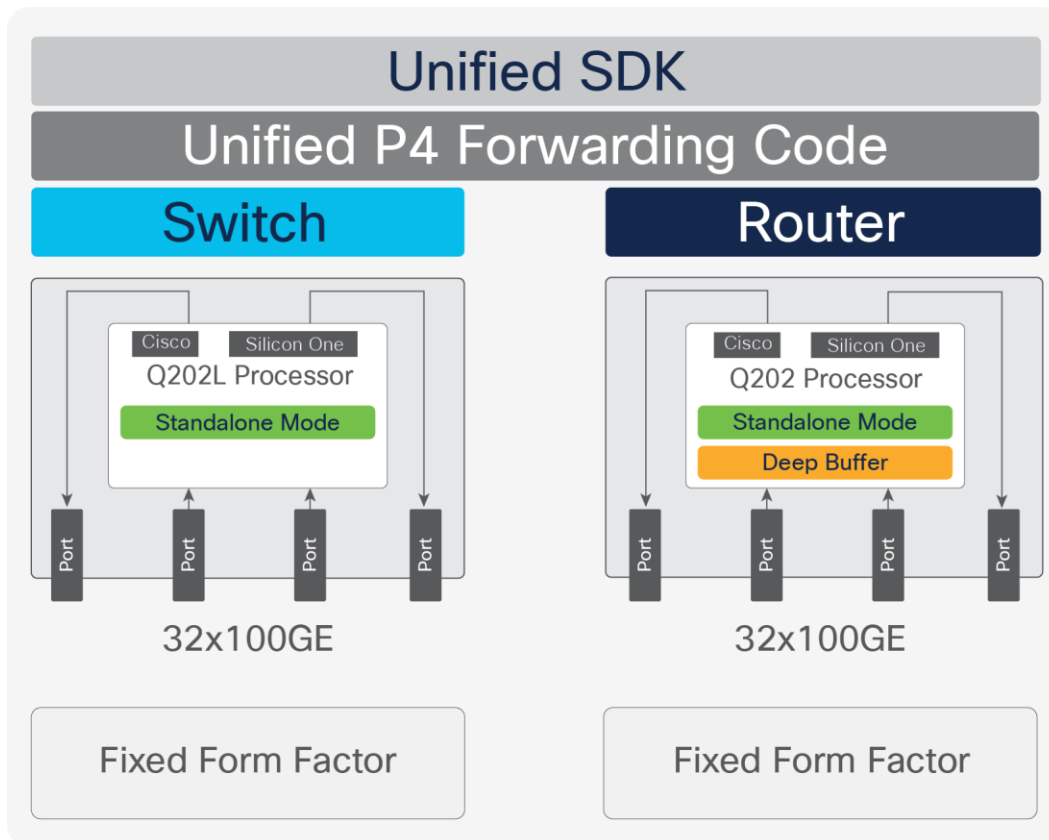 Unified SDK
Unified P4 Forwarding Code
Switch
Router
Cisco
Silicon One
Q202L Processor
Standalone Mode
Port
Port
Port
Port
32x100GE
Fixed Form Factor
Cisco
Silicon One
Q202 Processor
Standalone Mode
Deep Buffer
Port
Port
Port
Port
32x100GE
Fixed Form Factor